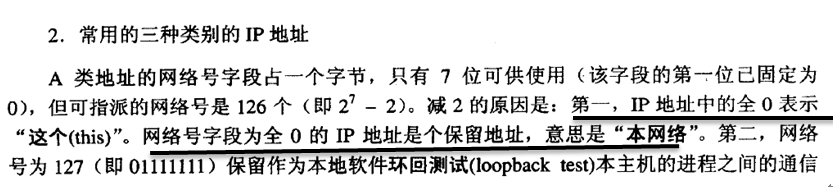 2. 常用的三种类别的 IP 地址
A 类地址的网络号字段占一个字节，只有 7 位可供使用（该字段的第一位已固定为
0），但可指派的网络号是 126 个（即 2⁷ − 2）。减 2 的原因是：第一，IP 地址中的全 0 表示
“这个(this)”。网络号字段为全 0 的 IP 地址是个保留地址，意思是“本网络”。第二，网络
号为 127（即 01111111）保留作为本地软件环回测试(loopback test)本主机的进程之间的通信